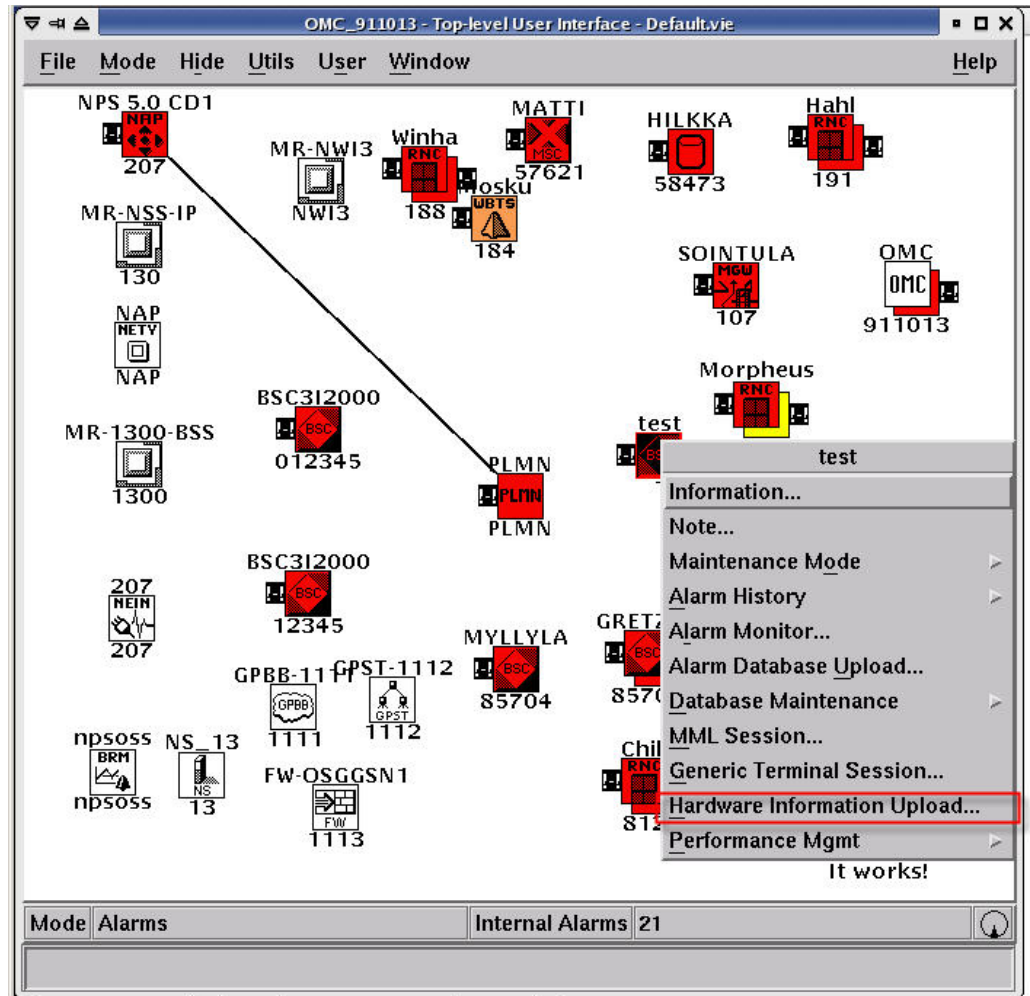 OMC_911013 - Top-level User Interface - Default.vie
File Mode Hide Utils User Window Help
NPS 5.0 CD1
NAP
207
MR-NWI3
NWI3
Winha
RNC
188
MATTI
MSC
57621
Mosku
WBTS
184
HILKKA
58473
Hahl
RNC
191
MR-NSS-IP
130
SOINTULA
MGW
107
OMC
OMC
911013
NAP
NETV
NAP
Morpheus
RNC
BSC3I2000
BSC
012345
MR-1300-BSS
1300
test
PLMN
PLMN
PLMN
test
Information...
Note...
Maintenance Mode
Alarm History
Alarm Monitor...
Alarm Database Upload...
Database Maintenance
MML Session...
Generic Terminal Session...
Hardware Information Upload...
Performance Mgmt
207
NEIN
207
BSC3I2000
BSC
12345
MYLLYLA
BSC
85704
BSC
GPBB-1111
GPBB
1111
GPST-1112
GPST
1112
npsoss
BRM
npsoss
NS_13
NS
13
FW-OSGGSN1
FW
1113
RNC
It works!
Mode Alarms Internal Alarms 21